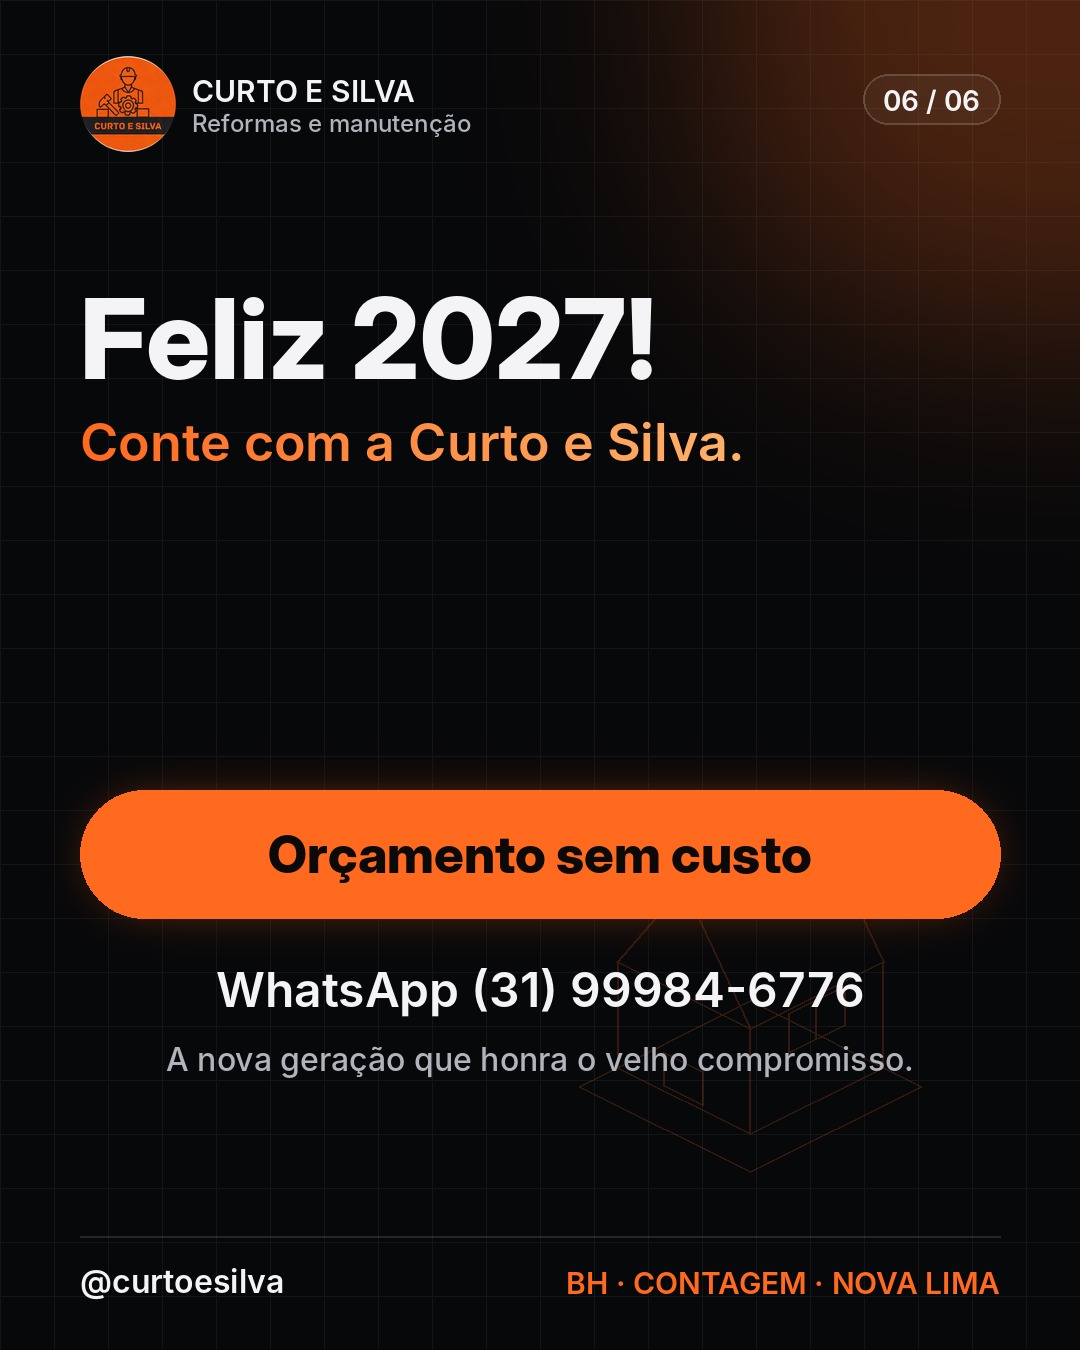 CURTO E SILVA
CURTO E SILVA
Reformas e manutenção
06 / 06
Feliz 2027!
Conte com a Curto e Silva.
Orçamento sem custo
WhatsApp (31) 99984-6776
A nova geração que honra o velho compromisso.
@curtoesilva
BH · CONTAGEM · NOVA LIMA